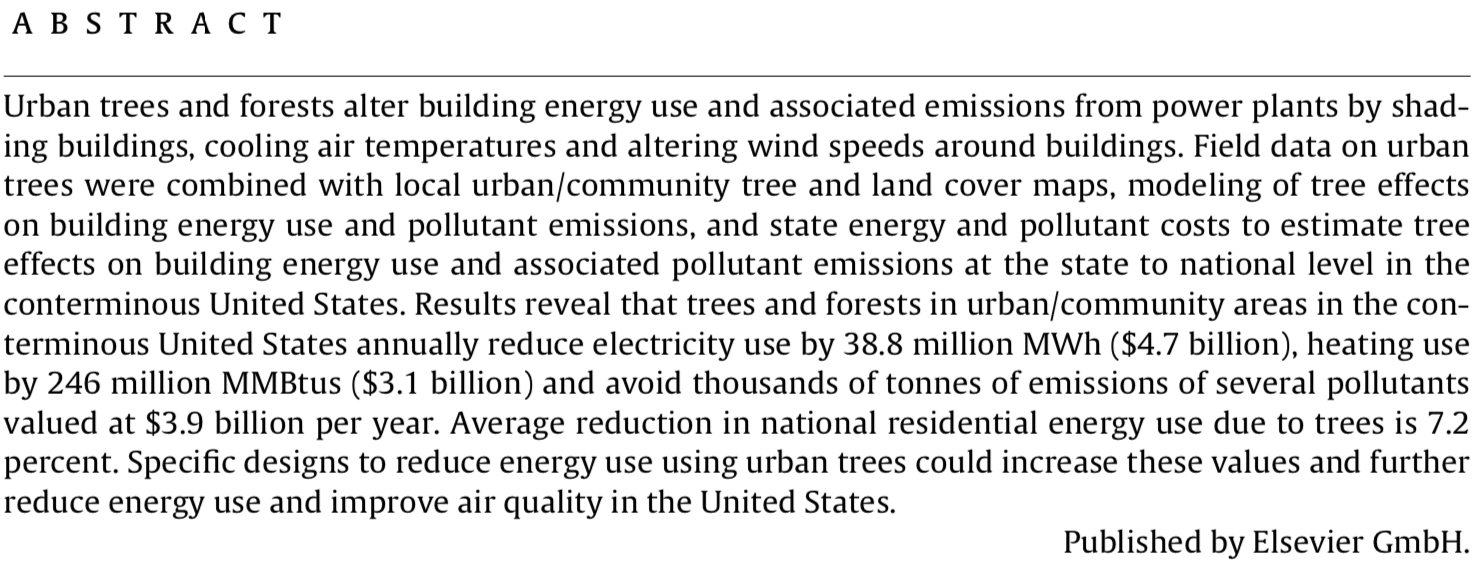 A B S T R A C T
Urban trees and forests alter building energy use and associated emissions from power plants by shad-
ing buildings, cooling air temperatures and altering wind speeds around buildings. Field data on urban
trees were combined with local urban/community tree and land cover maps, modeling of tree effects
on building energy use and pollutant emissions, and state energy and pollutant costs to estimate tree
effects on building energy use and associated pollutant emissions at the state to national level in the
conterminous United States. Results reveal that trees and forests in urban/community areas in the con-
terminous United States annually reduce electricity use by 38.8 million MWh ($4.7 billion), heating use
by 246 million MMBtus ($3.1 billion) and avoid thousands of tonnes of emissions of several pollutants
valued at $3.9 billion per year. Average reduction in national residential energy use due to trees is 7.2
percent. Specific designs to reduce energy use using urban trees could increase these values and further
reduce energy use and improve air quality in the United States.
Published by Elsevier GmbH.